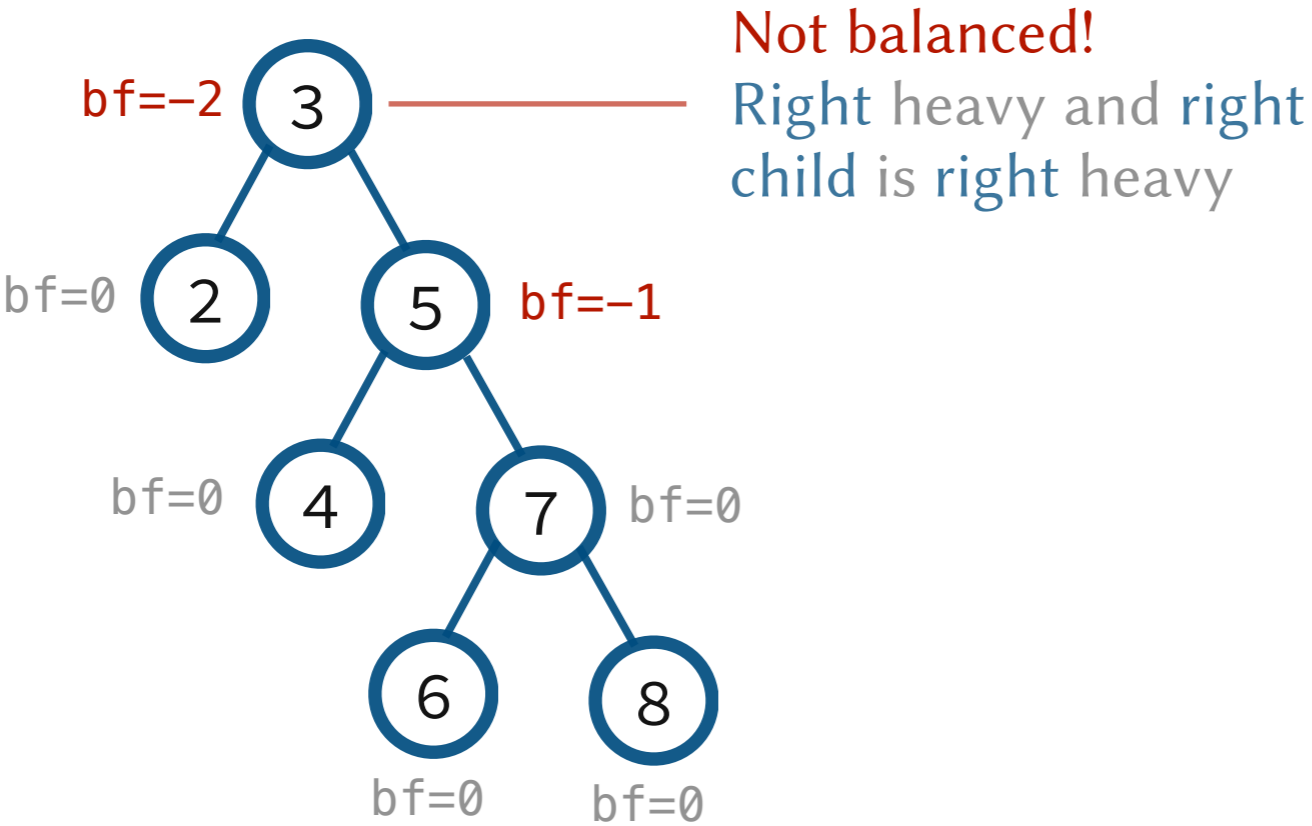 Not balanced!
bf=−2
3
Right heavy and right
child is right heavy
bf=0
2
5
bf=−1
bf=0
4
7
bf=0
6
8
bf=0
bf=0